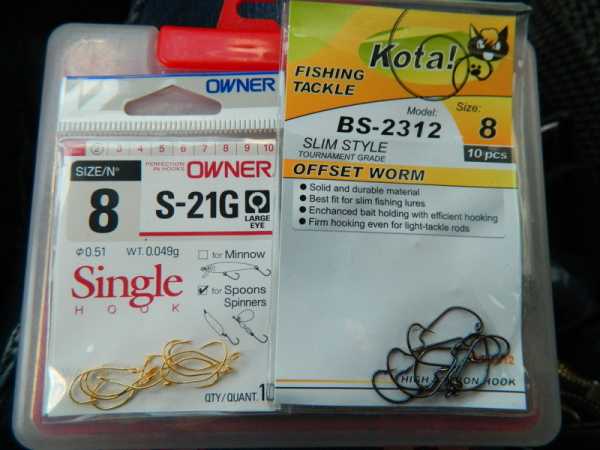 OWNER
2 3 4 5 6 7 8 9 10
SIZE/N°
8
PERFECTION IN HOOKS
OWNER
S-21G
LARGE
EYE
Φ0.51 WT. 0.049g
Single
HOOK
for Minnow
for Spoons
Spinners
QTY/QUANT. 10
Kota!
FISHING
TACKLE
Model:
BS-2312
Size:
8
10 pcs
SLIM STYLE
TOURNAMENT GRADE
OFFSET WORM
Solid and durable material
Best fit for slim fishing lures
Enchanced bait holding with efficient hooking
Firm hooking even for light-tackle rods
HIGH HOOK